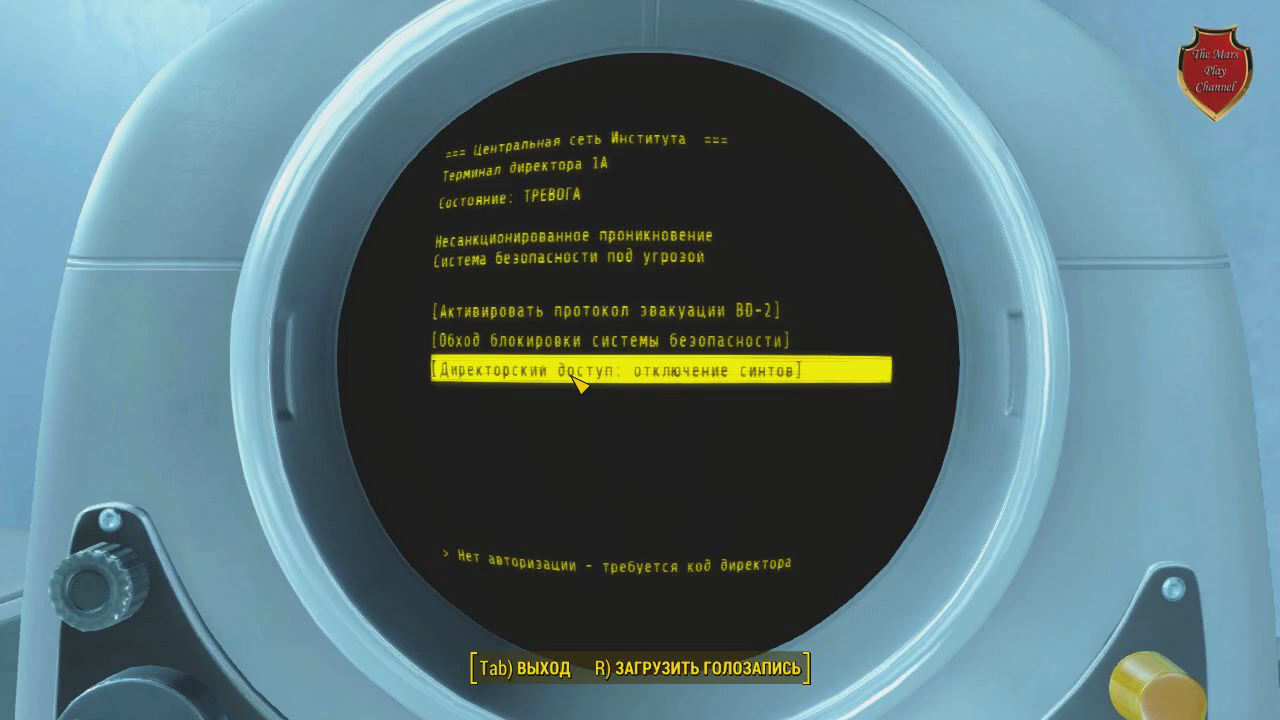 The Mars
Play
Channel
=== Центральная сеть Института ===
Терминал директора 1А
Состояние: ТРЕВОГА
Несанкционированное проникновение
Система безопасности под угрозой
[Активировать протокол эвакуации BD-2]
[Обход блокировки системы безопасности]
[Директорский доступ: отключение синтов]
> Нет авторизации - требуется код директора
[Tab) ВЫХОД R) ЗАГРУЗИТЬ ГОЛОЗАПИСЬ]